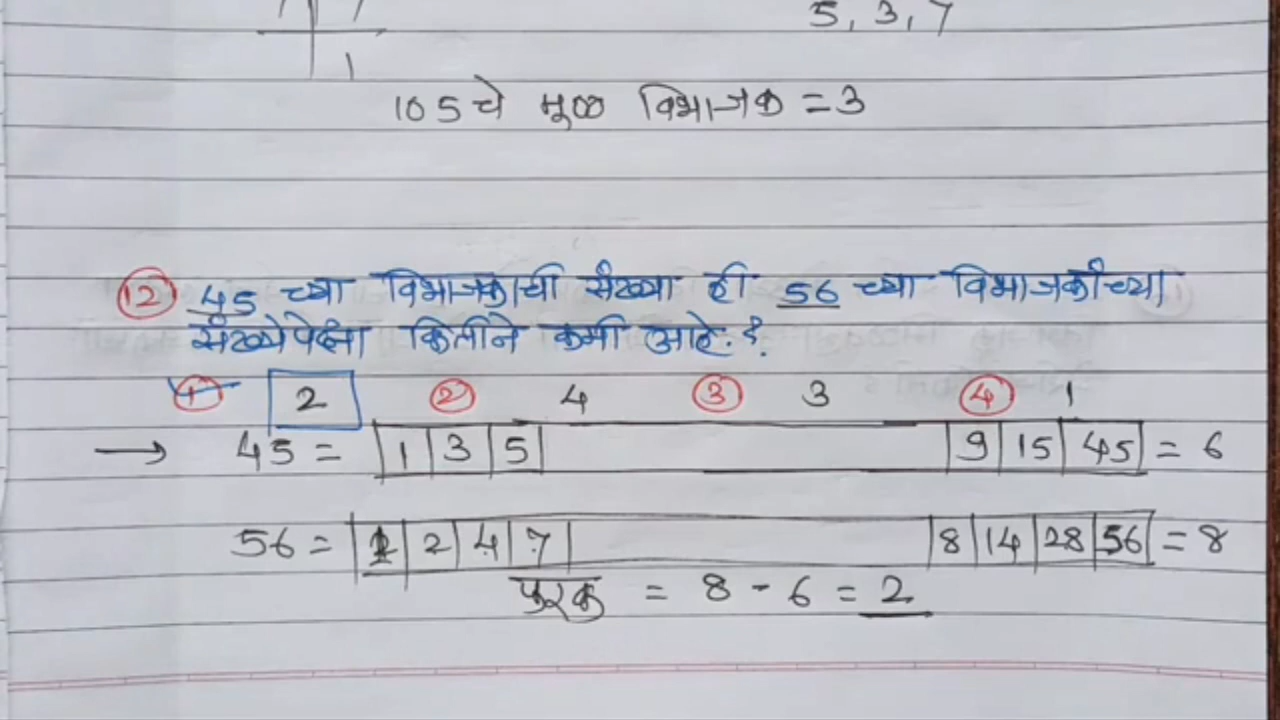 5, 3, 7
1
105 चे मूळ विभाजक = 3
(12) 45 च्या विभाजकाची संख्या ही 56 च्या विभाजकांच्या
संख्येपेक्षा कितीने कमी आहे.?
(1) 2 (2) 4 (3) 3 (4) 1
→ 45 = 1 3 5 9 15 45 = 6
56 = 1 2 4 7 8 14 28 56 = 8
फरक = 8 - 6 = 2